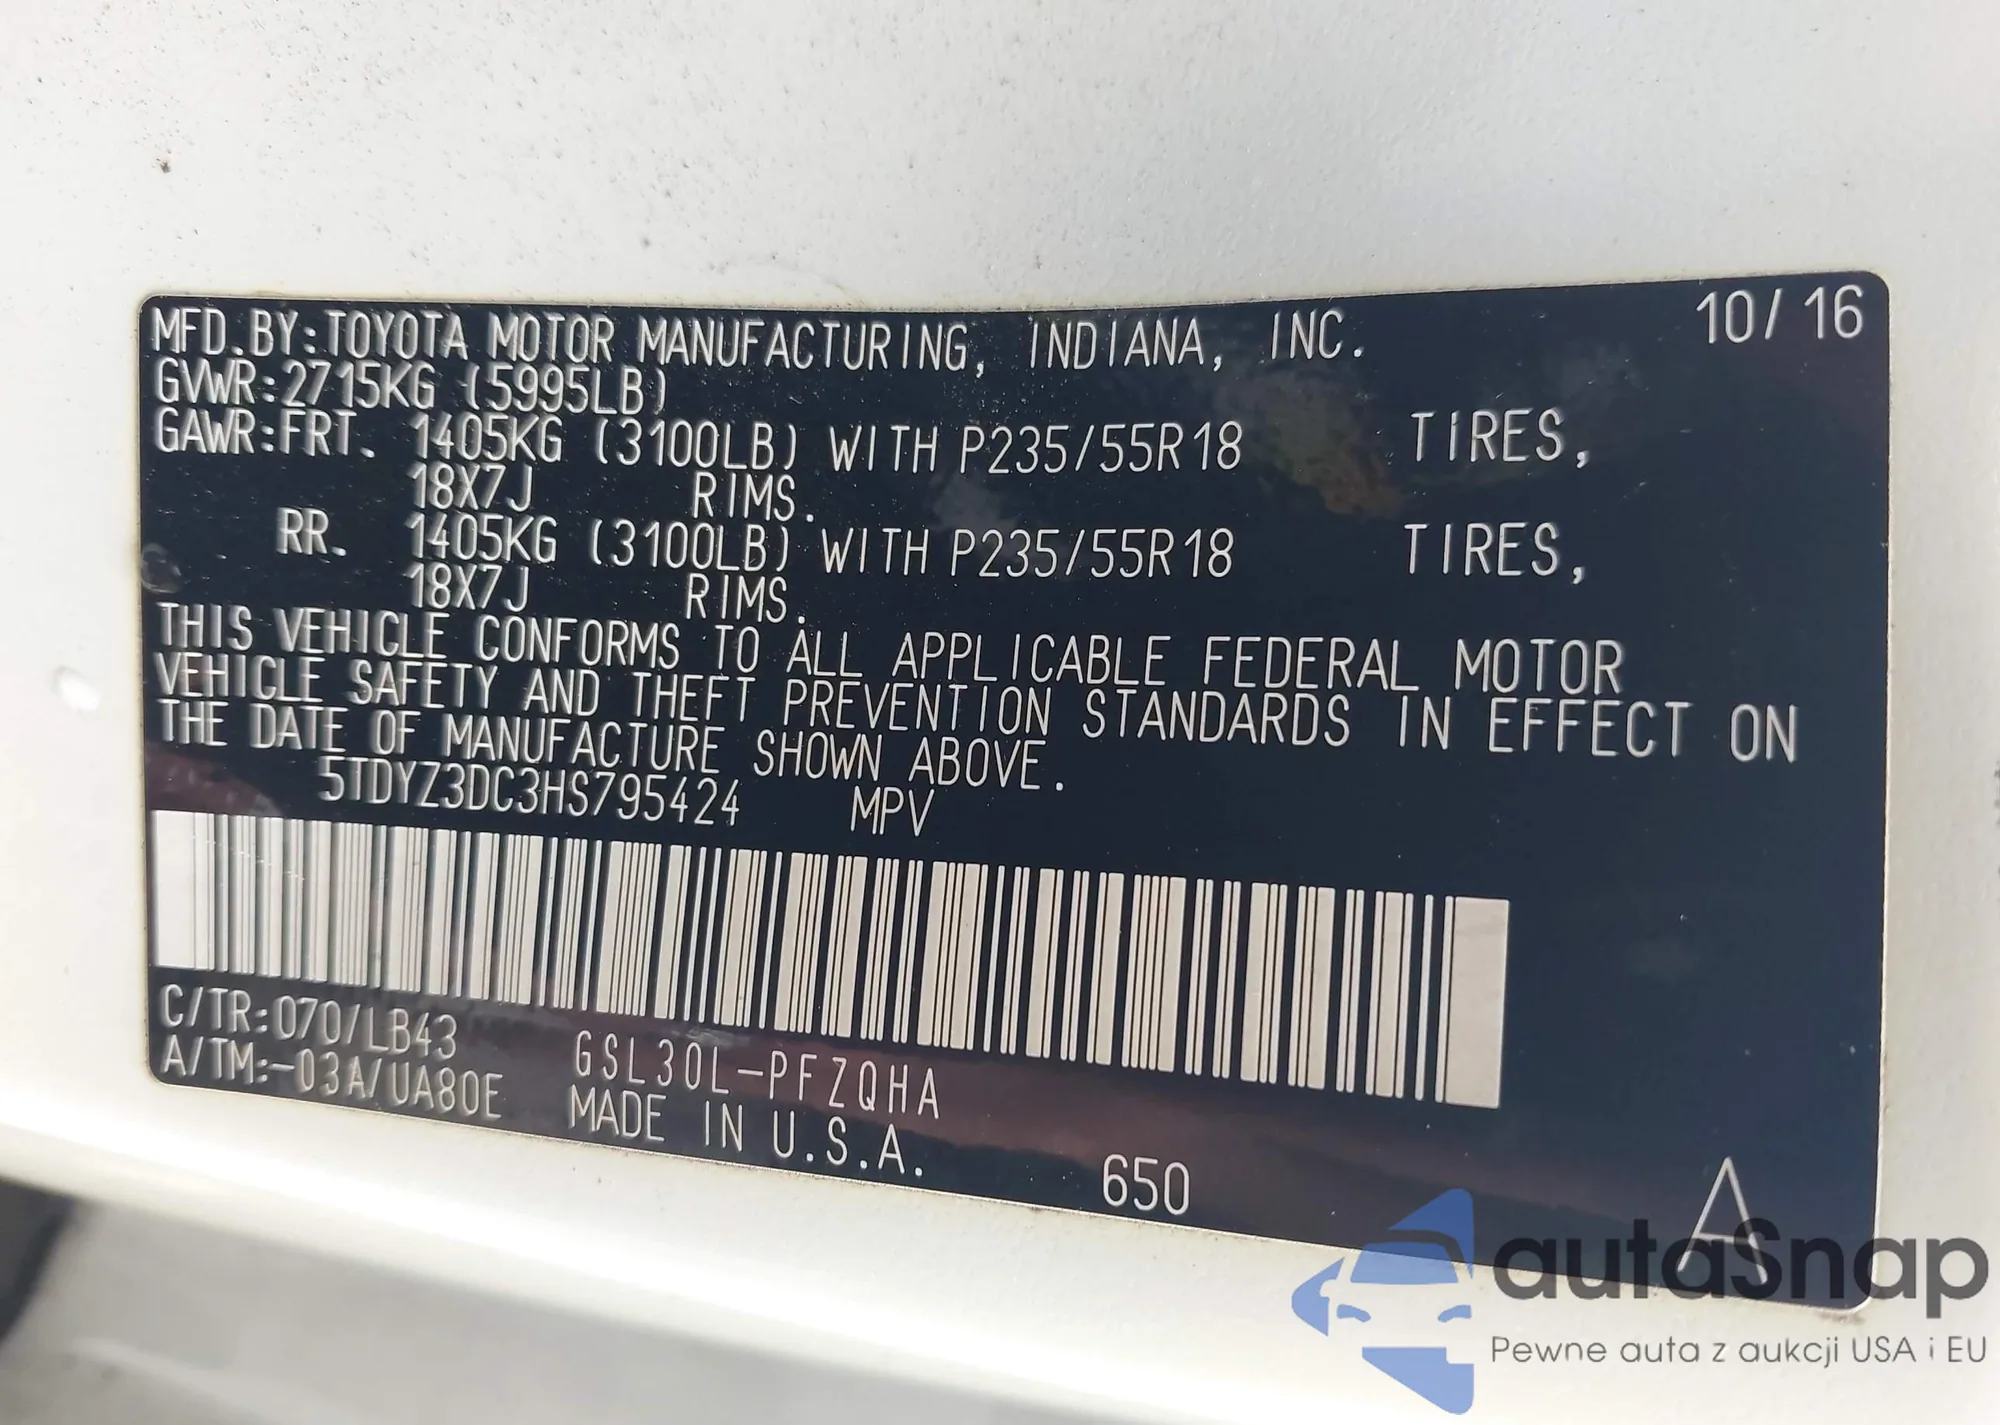 MFD.BY:TOYOTA MOTOR MANUFACTURING, INDIANA, INC. 10/16
GVWR:2715KG (5995LB)
GAWR:FRT. 1405KG (3100LB) WITH P235/55R18 TIRES,
18X7J RIMS.
RR. 1405KG (3100LB) WITH P235/55R18 TIRES,
18X7J RIMS.
THIS VEHICLE CONFORMS TO ALL APPLICABLE FEDERAL MOTOR
VEHICLE SAFETY AND THEFT PREVENTION STANDARDS IN EFFECT ON
THE DATE OF MANUFACTURE SHOWN ABOVE.
5TDYZ3DC3HS795424 MPV
C/TR:070/LB43 GSL30L-PFZQHA
A/TM:-03A/UA80E MADE IN U.S.A. 650 A
autaSnap
Pewne auta z aukcji USA i EU